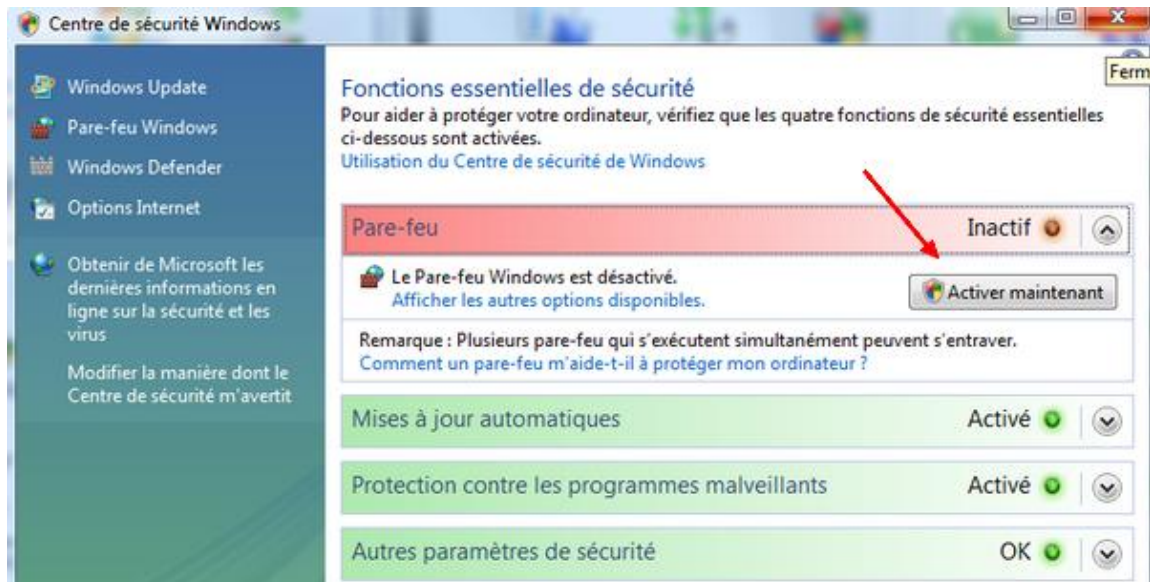 Centre de sécurité Windows
Windows Update
Pare-feu Windows
Windows Defender
Options Internet
Obtenir de Microsoft les
dernières informations en
ligne sur la sécurité et les
virus
Modifier la manière dont le
Centre de sécurité m'avertit
Ferm
Fonctions essentielles de sécurité
Pour aider à protéger votre ordinateur, vérifiez que les quatre fonctions de sécurité essentielles
ci-dessous sont activées.
Utilisation du Centre de sécurité de Windows
Pare-feu Inactif
Le Pare-feu Windows est désactivé.
Afficher les autres options disponibles.
Activer maintenant
Remarque : Plusieurs pare-feu qui s'exécutent simultanément peuvent s'entraver.
Comment un pare-feu m'aide-t-il à protéger mon ordinateur ?
Mises à jour automatiques Activé
Protection contre les programmes malveillants Activé
Autres paramètres de sécurité OK